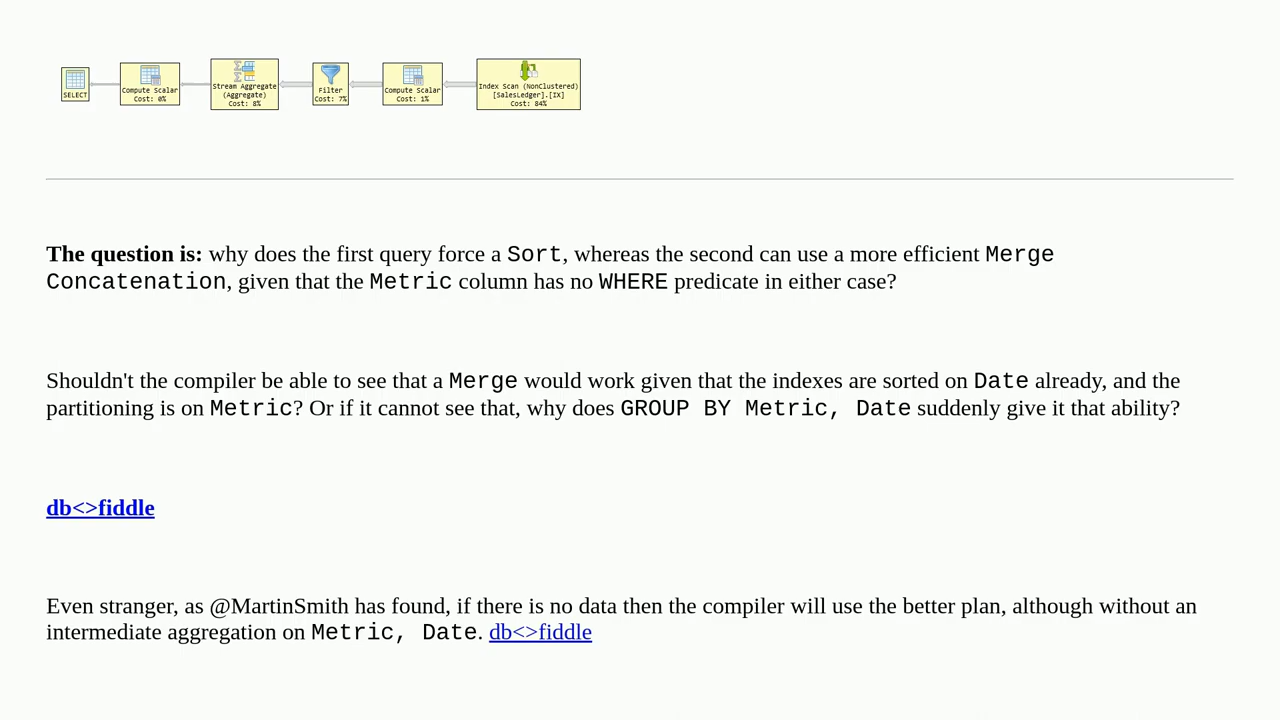 SELECT
Compute Scalar
Cost: 0%
Stream Aggregate
(Aggregate)
Cost: 8%
Filter
Cost: 7%
Compute Scalar
Cost: 1%
Index Scan (NonClustered)
[SalesLedger].[IX]
Cost: 84%
The question is: why does the first query force a Sort, whereas the second can use a more efficient Merge
Concatenation, given that the Metric column has no WHERE predicate in either case?
Shouldn't the compiler be able to see that a Merge would work given that the indexes are sorted on Date already, and the
partitioning is on Metric? Or if it cannot see that, why does GROUP BY Metric, Date suddenly give it that ability?
db<>fiddle
Even stranger, as @MartinSmith has found, if there is no data then the compiler will use the better plan, although without an
intermediate aggregation on Metric, Date. db<>fiddle